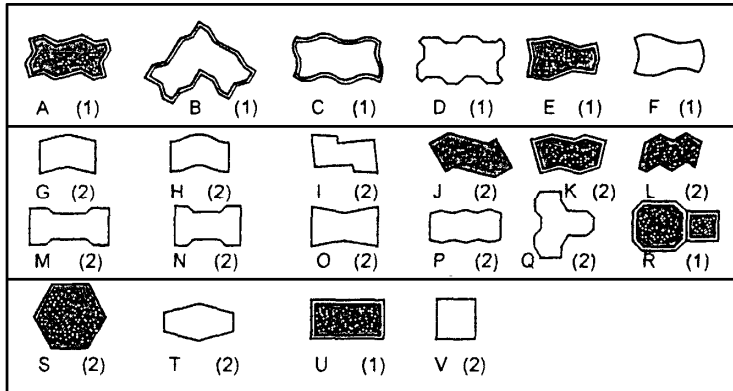 A (1) B (1) C (1) D (1) E (1) F (1)
G (2) H (2) I (2) J (2) K (2) L (2)
M (2) N (2) O (2) P (2) Q (2) R (1)
S (2) T (2) U (1) V (2)